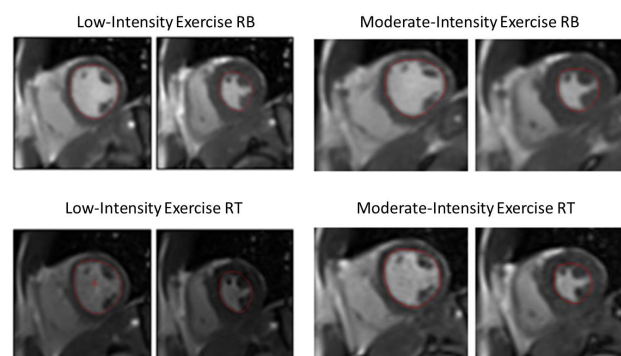 Low-Intensity Exercise RB
Moderate-Intensity Exercise RB
Low-Intensity Exercise RT
Moderate-Intensity Exercise RT